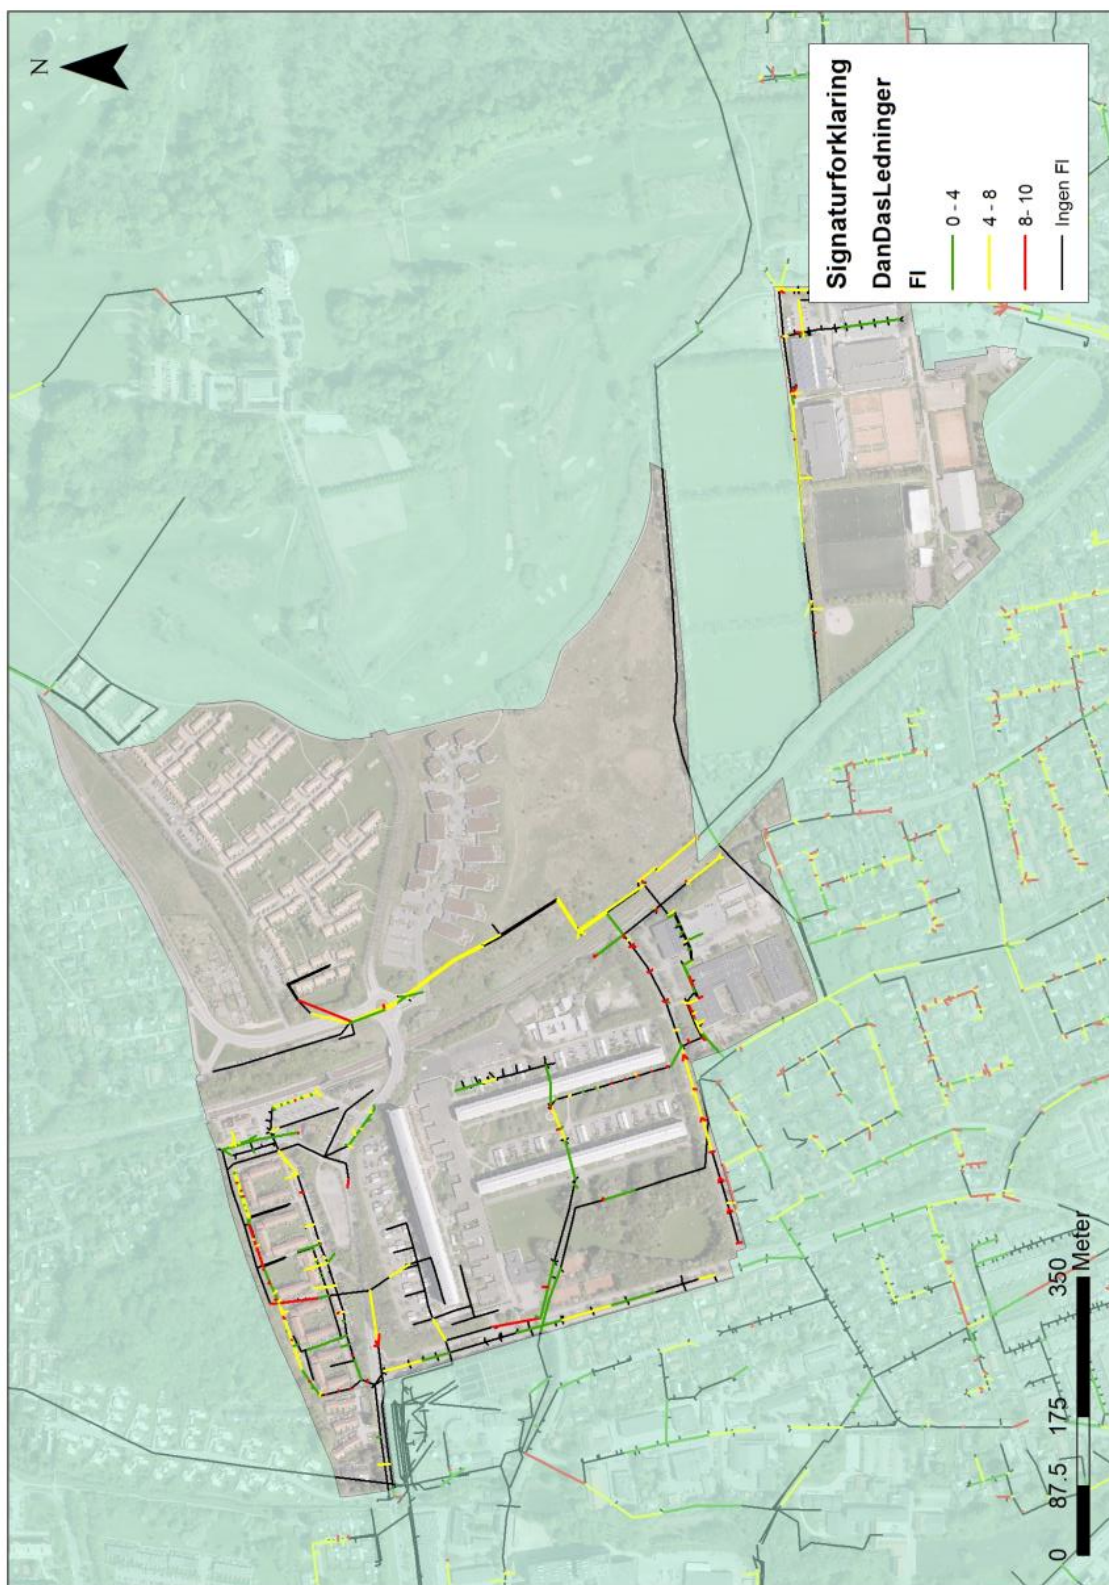 N
Signaturforklaring
DanDasLedninger
FI
0 - 4
4 - 8
8- 10
Ingen FI
0 87.5 175 350
Meter